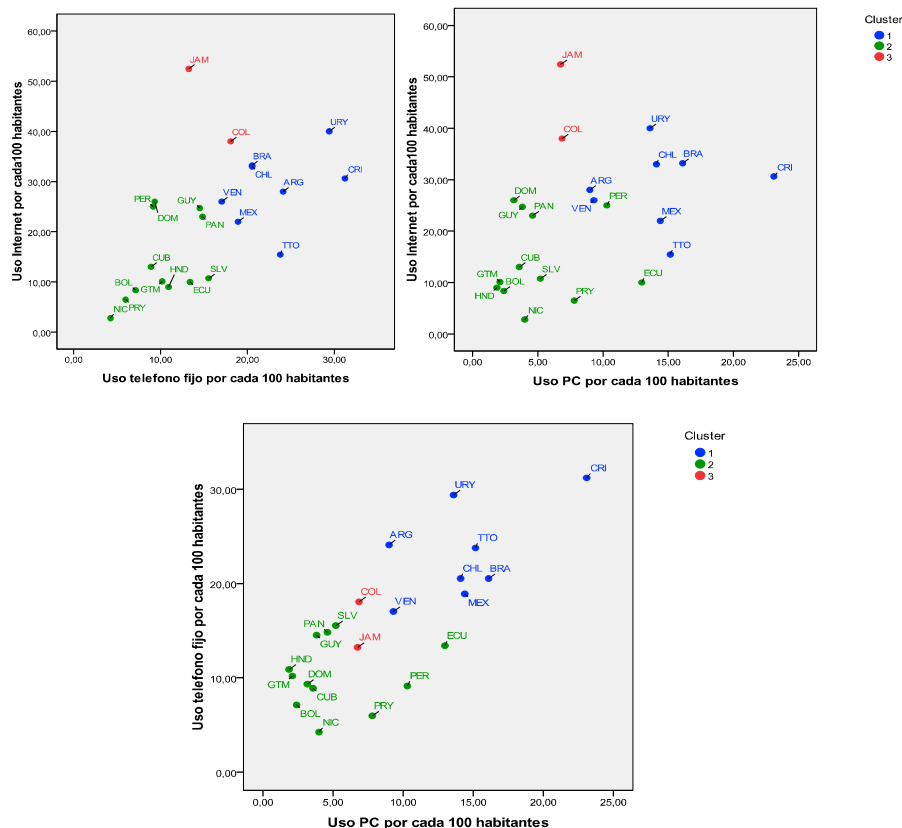 Cluster
1
2
3
Uso Internet por cada100 habitantes
60,00
50,00
40,00
30,00
20,00
10,00
0,00
JAM
COL
URY
BRA
CHL
CRI
ARG
VEN
MEX
TTO
PER
DOM
GUY
PAN
CUB
HND
SLV
BOL
GTM
ECU
NIC
PRY
0,00 10,00 20,00 30,00
Uso telefono fijo por cada 100 habitantes
Uso Internet por cada100 habitantes
60,00
50,00
40,00
30,00
20,00
10,00
0,00
JAM
COL
URY
CHL
BRA
CRI
ARG
VEN
DOM
PER
GUY
PAN
MEX
TTO
CUB
SLV
ECU
GTM
BOL
HND
PRY
NIC
0,00 5,00 10,00 15,00 20,00 25,00
Uso PC por cada 100 habitantes
Cluster
1
2
3
Uso telefono fijo por cada 100 habitantes
30,00
20,00
10,00
0,00
CRI
URY
ARG
TTO
CHL
BRA
COL
VEN
MEX
PAN
SLV
GUY
JAM
ECU
HND
GTM
DOM
PER
CUB
BOL
PRY
NIC
0,00 5,00 10,00 15,00 20,00 25,00
Uso PC por cada 100 habitantes